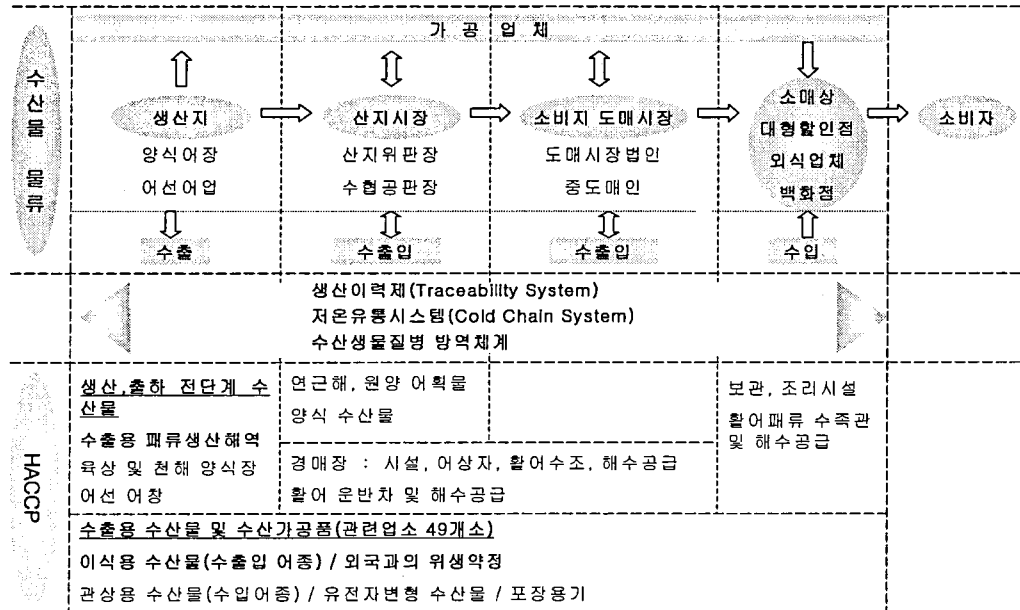 가 공 업 체
수산물 물류
생산지
양식어장
어선어업
산지시장
산지위판장
수협공판장
소비지 도매시장
도매시장법인
중도매인
소매상
대형할인점
외식업체
백화점
소비자
수출
수출입
수출입
수입
생산이력제(Traceability System)
저온유통시스템(Cold Chain System)
수산생물질병 방역체계
HACCP
생산,출하 전단계 수
산물
수출용 패류생산해역
육상 및 천해 양식장
어선 어창
연근해, 원양 어획물
양식 수산물
경매장 : 시설, 어상자, 활어수조, 해수공급
활어 운반차 및 해수공급
보관, 조리시설
활어패류 수족관
및 해수공급
수출용 수산물 및 수산가공품(관련업소 49개소)
이식용 수산물(수출입 어종) / 외국과의 위생약정
관상용 수산물(수입어종) / 유전자변형 수산물 / 포장용기